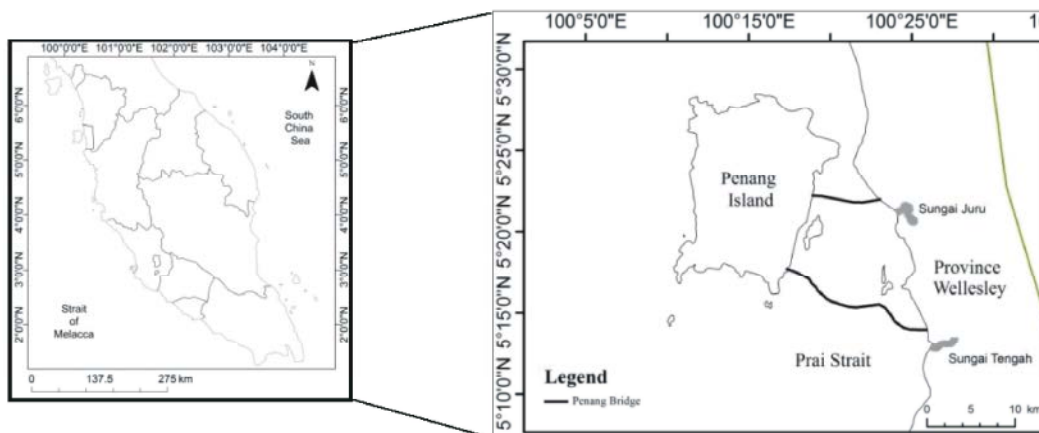 100°0'0"E 101°0'0"E 102°0'0"E 103°0'0"E 104°0'0"E
6°0'0"N
5°0'0"N
4°0'0"N
3°0'0"N
2°0'0"N
N
South
China
Sea
Strait
of
Melacca
0 137.5 275 km
100°5'0"E 100°15'0"E 100°25'0"E
5°30'0"N
5°25'0"N
5°20'0"N
5°15'0"N
5°10'0"N
Penang
Island
Sungai Juru
Province
Wellesley
Prai Strait
Sungai Tengah
Legend
Penang Bridge
0 5 10 km